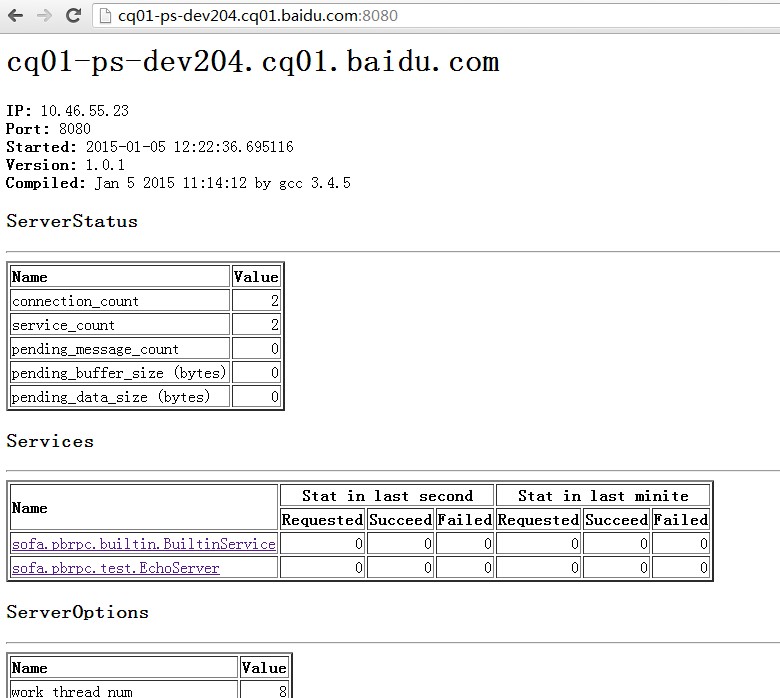 cq01-ps-dev204.cq01.baidu.com:8080
cq01-ps-dev204.cq01.baidu.com
IP: 10.46.55.23
Port: 8080
Started: 2015-01-05 12:22:36.695116
Version: 1.0.1
Compiled: Jan 5 2015 11:14:12 by gcc 3.4.5
ServerStatus
Name Value
connection_count 2
service_count 2
pending_message_count 0
pending_buffer_size (bytes) 0
pending_data_size (bytes) 0
Services
Name Stat in last second Stat in last minite
Requested Succeed Failed Requested Succeed Failed
sofa.pbrpc.builtin.BuiltinService 0 0 0 0 0 0
sofa.pbrpc.test.EchoServer 0 0 0 0 0 0
ServerOptions
Name Value
work_thread_num 8